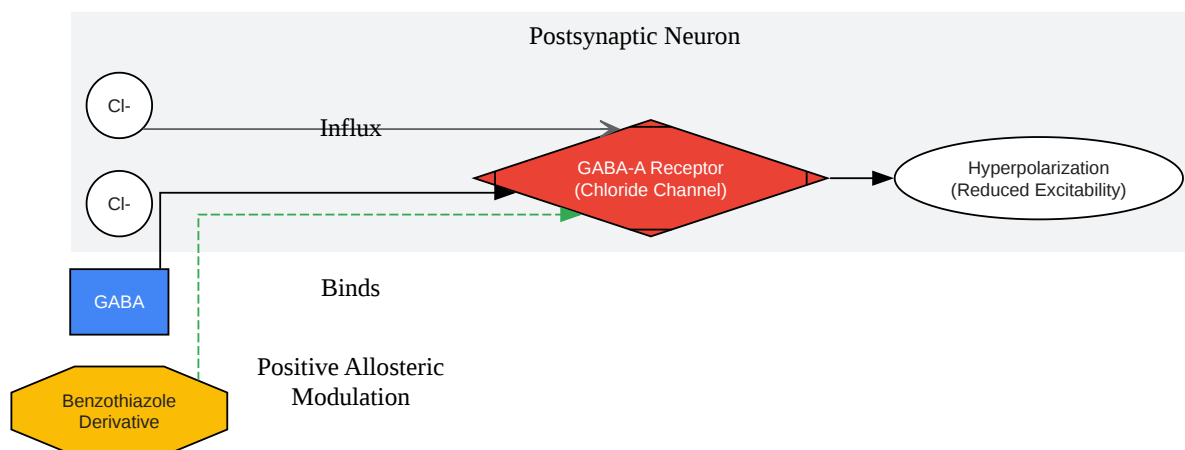 Postsynaptic Neuron
Cl-
Influx
GABA-A Receptor
(Chloride Channel)
Hyperpolarization
(Reduced Excitability)
Cl-
GABA
Binds
Positive Allosteric
Modulation
Benzothiazole
Derivative